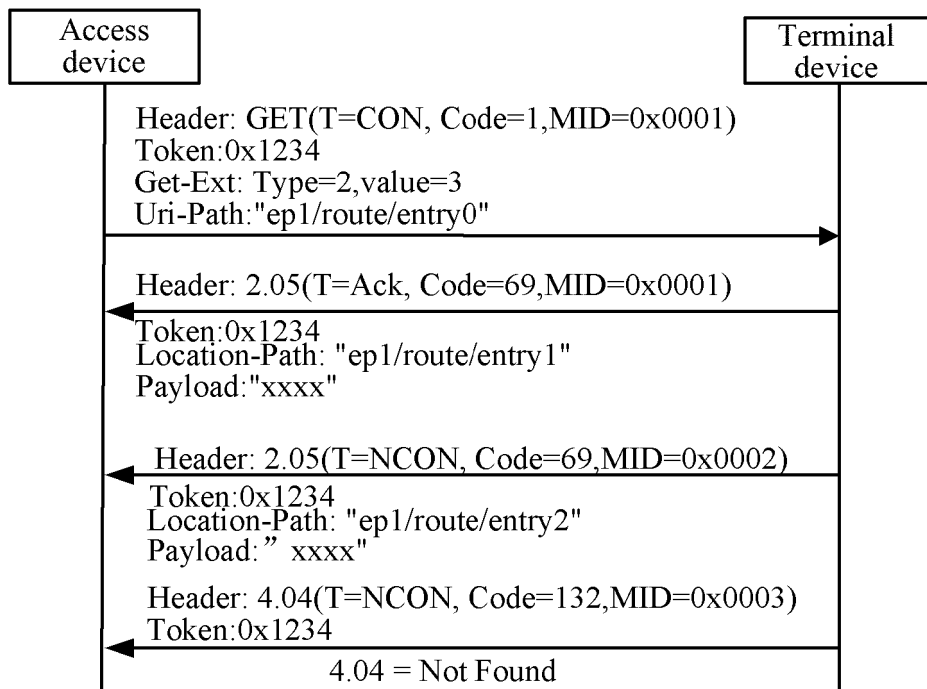 Access
device
Terminal
device
Header: GET(T=CON, Code=1,MID=0x0001)
Token:0x1234
Get-Ext: Type=2,value=3
Uri-Path:"ep1/route/entry0"
Header: 2.05(T=Ack, Code=69,MID=0x0001)
Token:0x1234
Location-Path: "ep1/route/entry1"
Payload:"xxxx"
Header: 2.05(T=NCON, Code=69,MID=0x0002)
Token:0x1234
Location-Path: "ep1/route/entry2"
Payload:” xxxx"
Header: 4.04(T=NCON, Code=132,MID=0x0003)
Token:0x1234
4.04 = Not Found